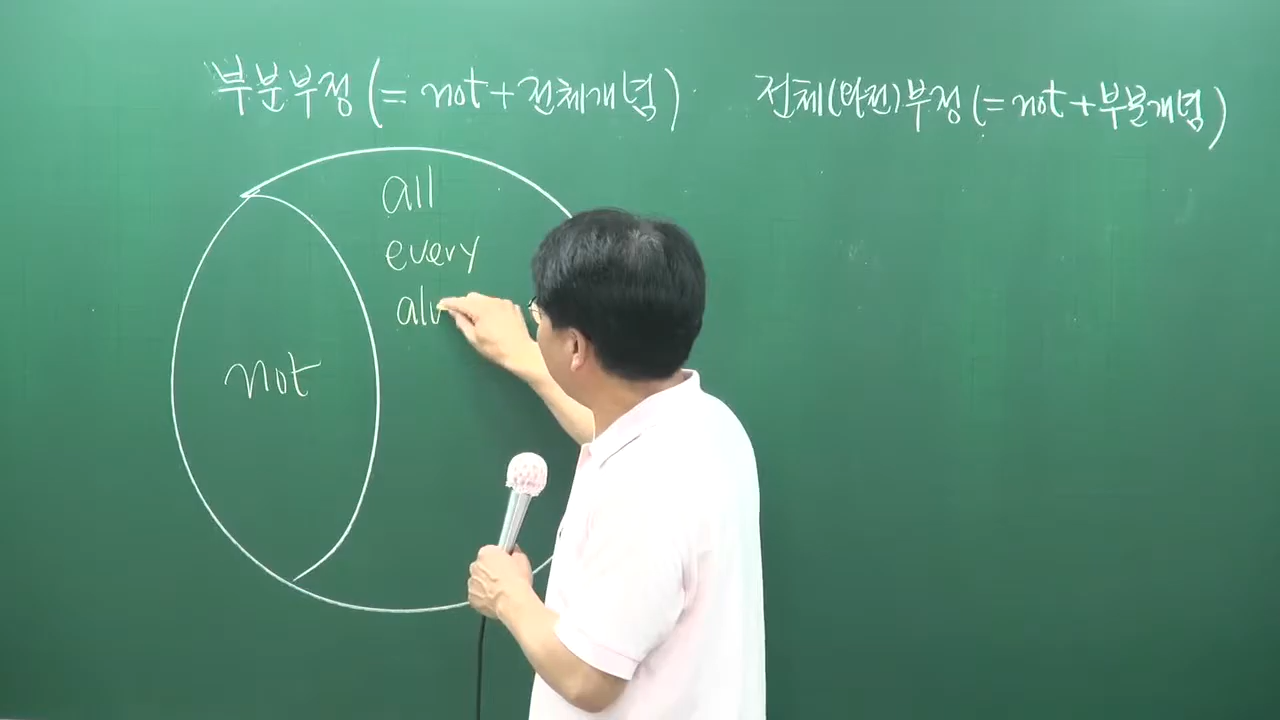 부분부정(= not + 전체개념)
전체(완전)부정(= not + 부분개념)
all
every
alw
not